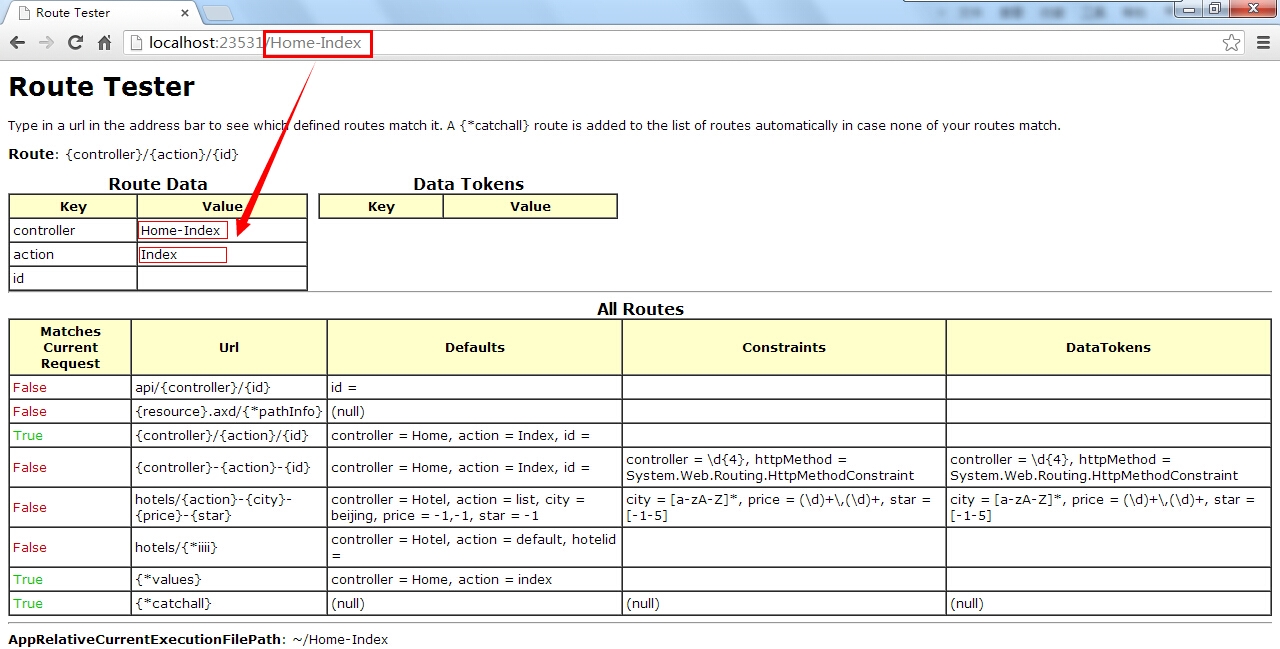 Route Tester
localhost:23531/Home-Index
Route Tester
Type in a url in the address bar to see which defined routes match it. A {*catchall} route is added to the list of routes automatically in case none of your routes match.
Route: {controller}/{action}/{id}
Route Data
Key Value
controller Home-Index
action Index
id
Data Tokens
Key Value
All Routes
Matches Current Request Url Defaults Constraints DataTokens
False api/{controller}/{id} id =
False {resource}.axd/{*pathInfo} (null)
True {controller}/{action}/{id} controller = Home, action = Index, id =
False {controller}-{action}-{id} controller = Home, action = Index, id = controller = \d{4}, httpMethod = System.Web.Routing.HttpMethodConstraint controller = \d{4}, httpMethod = System.Web.Routing.HttpMethodConstraint
False hotels/{action}-{city}-{price}-{star} controller = Hotel, action = list, city = beijing, price = -1,-1, star = -1 city = [a-zA-Z]*, price = (\d)+\,(\d)+, star = [-1-5] city = [a-zA-Z]*, price = (\d)+\,(\d)+, star = [-1-5]
False hotels/{*iiii} controller = Hotel, action = default, hotelid =
True {*values} controller = Home, action = index
True {*catchall} (null) (null) (null)
AppRelativeCurrentExecutionFilePath: ~/Home-Index